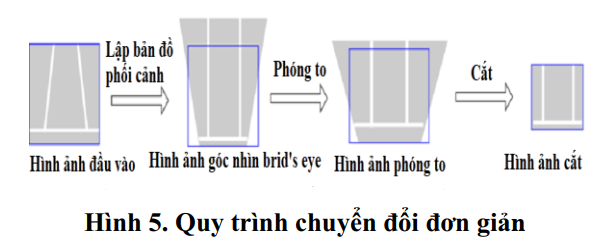 Lập bản đồ
phối cảnh
Phóng to
Cắt
Hình ảnh đầu vào
Hình ảnh góc nhìn brid's eye
Hình ảnh phóng to
Hình ảnh cắt
Hình 5. Quy trình chuyển đổi đơn giản